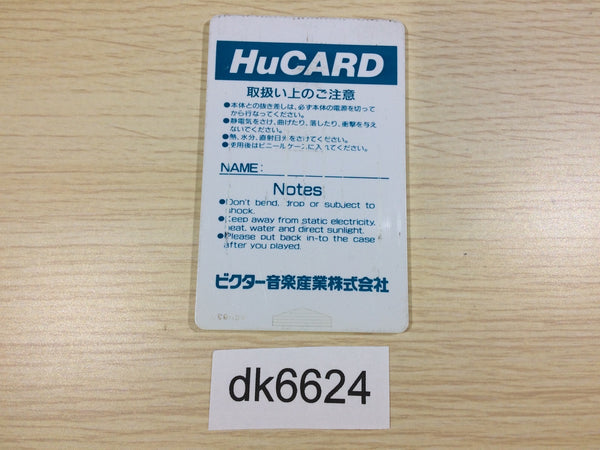 HuCARD
取扱い上のご注意
●本体との抜き差しは、必ず本体の電源を切って
から行なってください。
●静電気をさけ、曲げたり、落したり、衝撃を与え
ないでください。
●熱、水分、直射日光をさけてください。
●使用後はビニールケースに入れてください。
NAME:
Notes
●Don't bend, drop or subject to
shock.
●Keep away from static electricity,
heat, water and direct sunlight.
●Please put back in-to the case
after you played.
ビクター音楽産業株式会社
dk6624